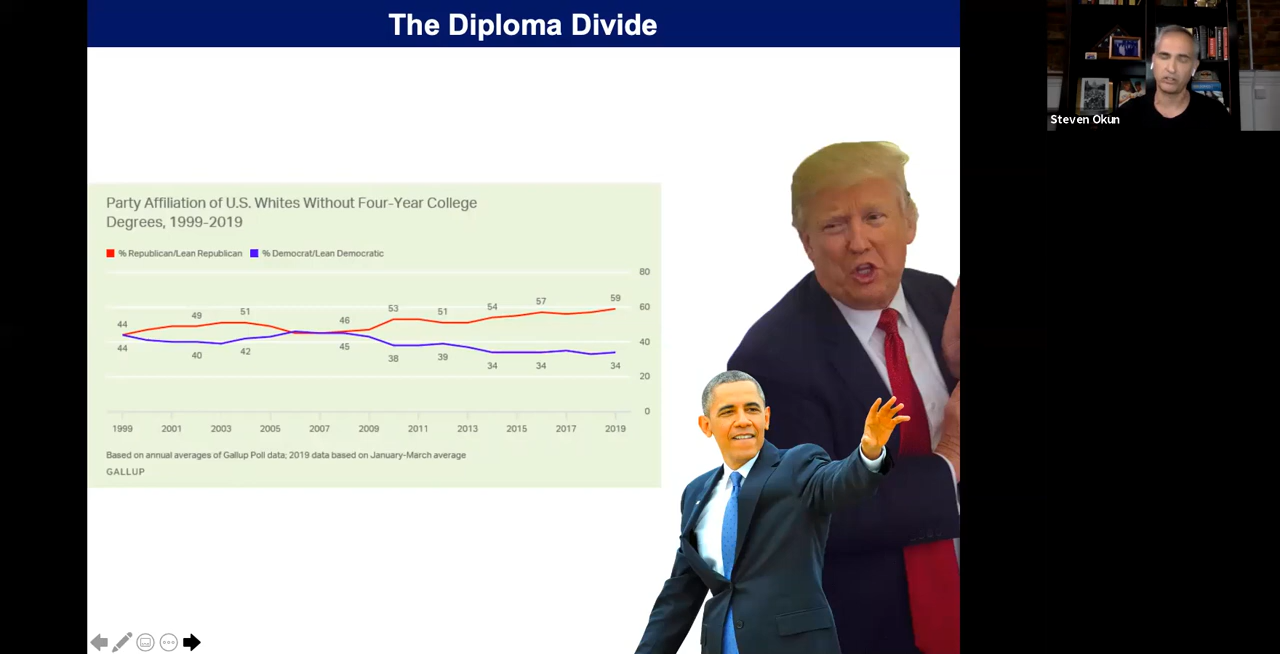 The Diploma Divide
Steven Okun
Party Affiliation of U.S. Whites Without Four-Year College
Degrees, 1999-2019
% Republican/Lean Republican % Democrat/Lean Democratic
80
60
40
20
0
44 49 51 46 53 51 54 57 59
44 40 42 45 38 39 34 34 34
1999 2001 2003 2005 2007 2009 2011 2013 2015 2017 2019
Based on annual averages of Gallup Poll data; 2019 data based on January-March average
GALLUP